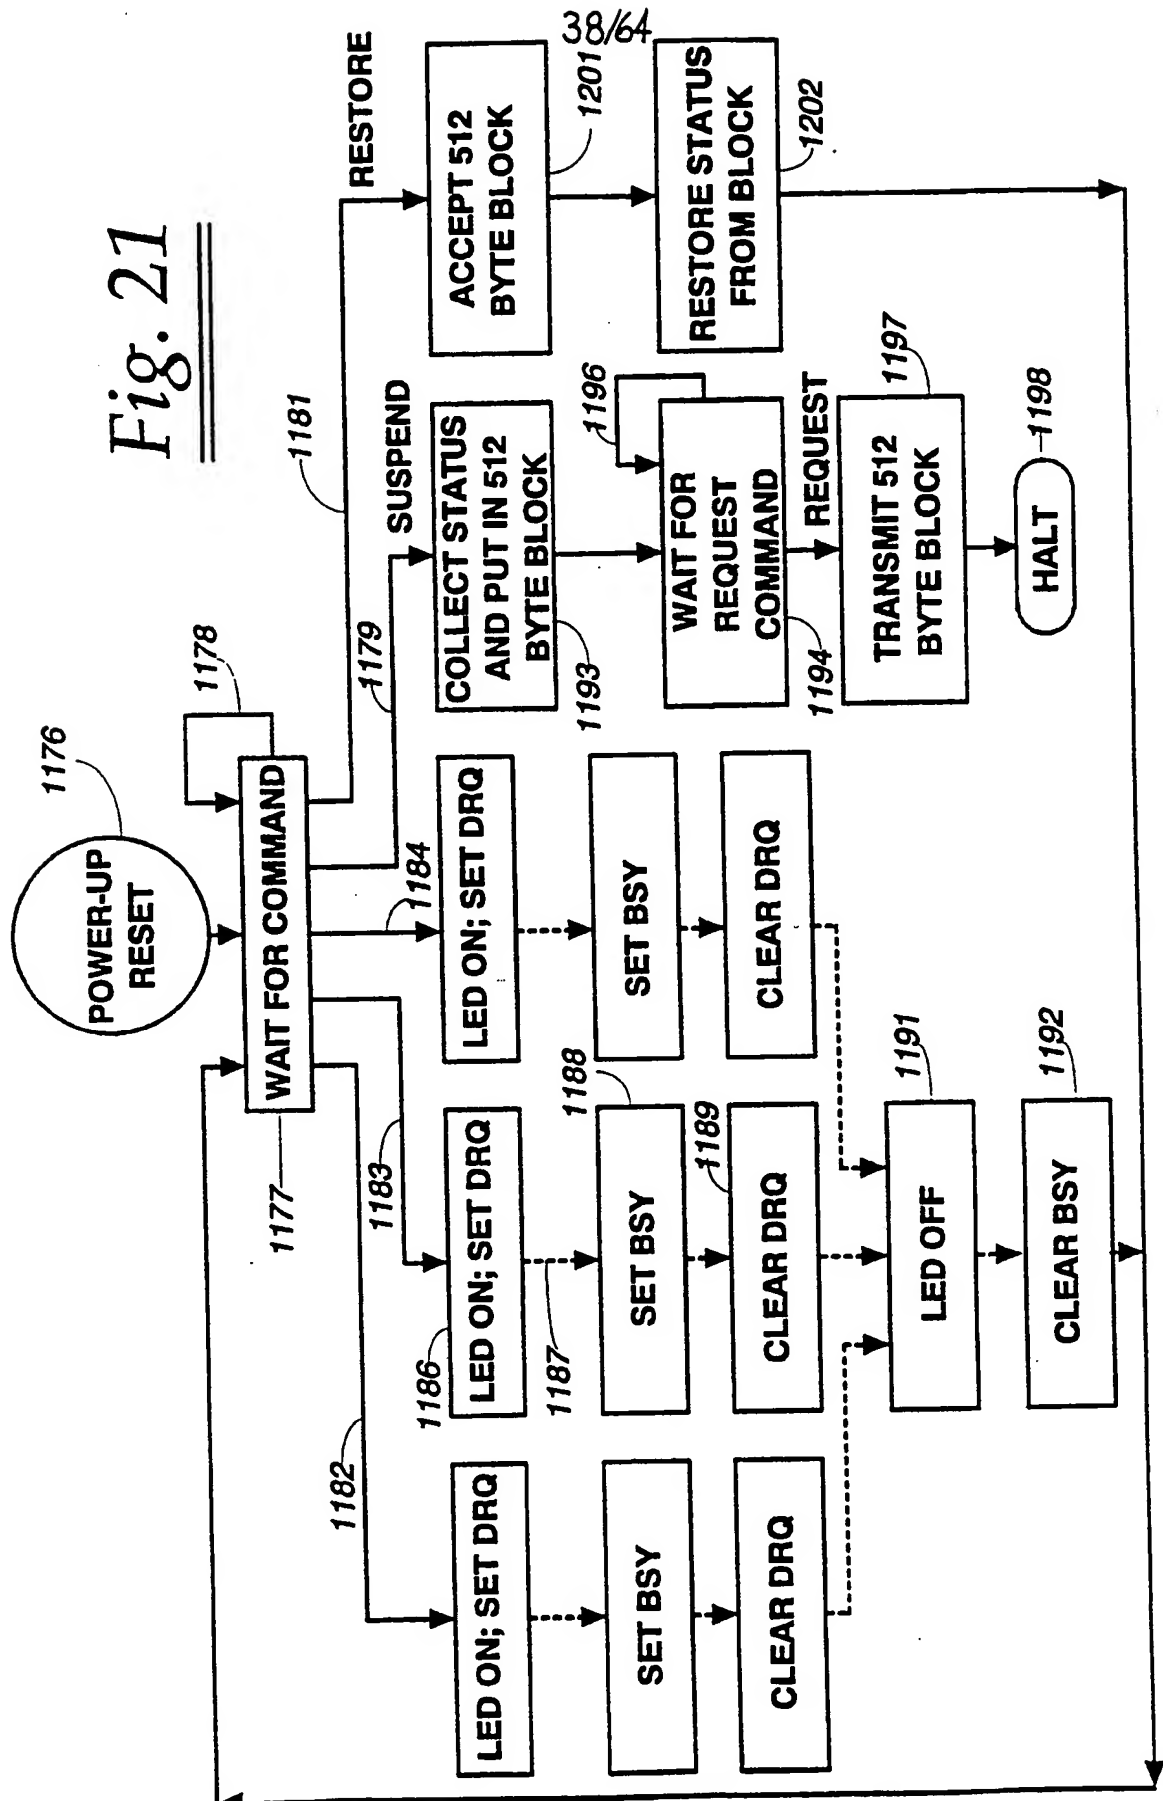 38/64
Fig. 21
POWER-UP
RESET
1176
WAIT FOR COMMAND
1177
1178
1182
1183
1184
1179
SUSPEND
1181
RESTORE
LED ON; SET DRQ
SET BSY
CLEAR DRQ
1186
LED ON; SET DRQ
1187
1188
SET BSY
1189
CLEAR DRQ
LED ON; SET DRQ
SET BSY
CLEAR DRQ
1191
LED OFF
1192
CLEAR BSY
COLLECT STATUS
AND PUT IN 512
BYTE BLOCK
1193
1196
WAIT FOR
REQUEST
COMMAND
1194
REQUEST
TRANSMIT 512
BYTE BLOCK
1197
HALT
1198
ACCEPT 512
BYTE BLOCK
1201
RESTORE STATUS
FROM BLOCK
1202